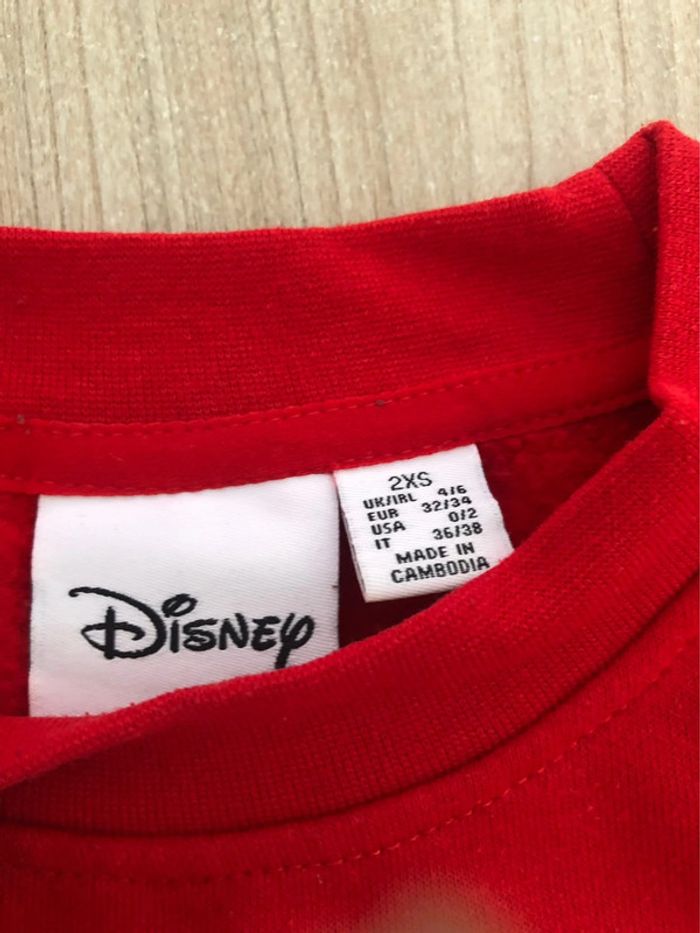 Disney
2XS
UK/IRL 4/6
EUR 32/34
USA 0/2
IT 36/38
MADE IN
CAMBODIA